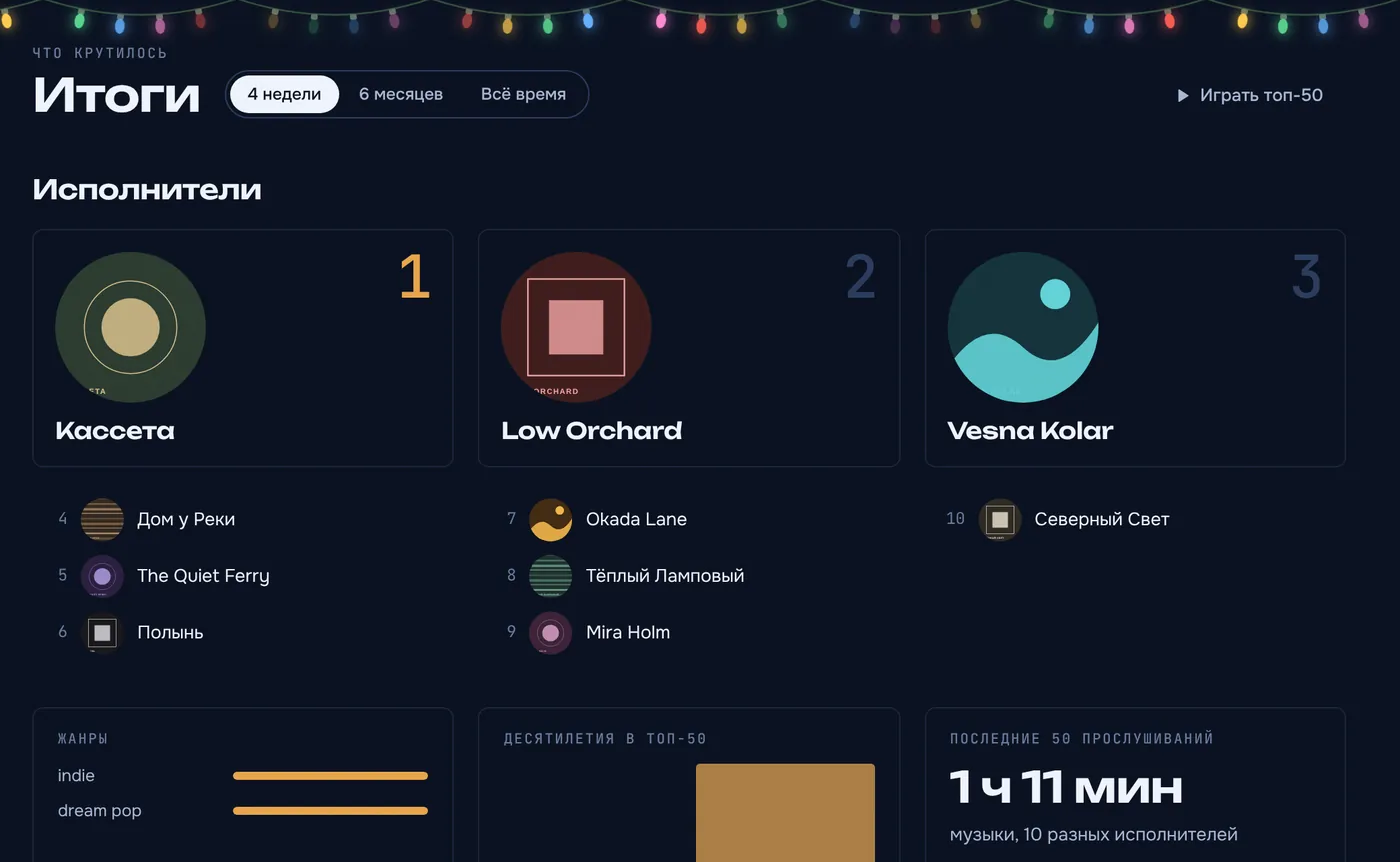 ЧТО КРУТИЛОСЬ
Итоги
4 недели
6 месяцев
Всё время
Играть топ-50
Исполнители
1
ETA
Кассета
2
ORCHARD
Low Orchard
3
Vesna Kolar
4 Дом у Реки
5 The Quiet Ferry
6 Полынь
7 Okada Lane
8 Тёплый Ламповый
9 Mira Holm
10 Северный Свет
ЖАНРЫ
indie
dream pop
ДЕСЯТИЛЕТИЯ В ТОП-50
ПОСЛЕДНИЕ 50 ПРОСЛУШИВАНИЙ
1 ч 11 мин
музыки, 10 разных исполнителей